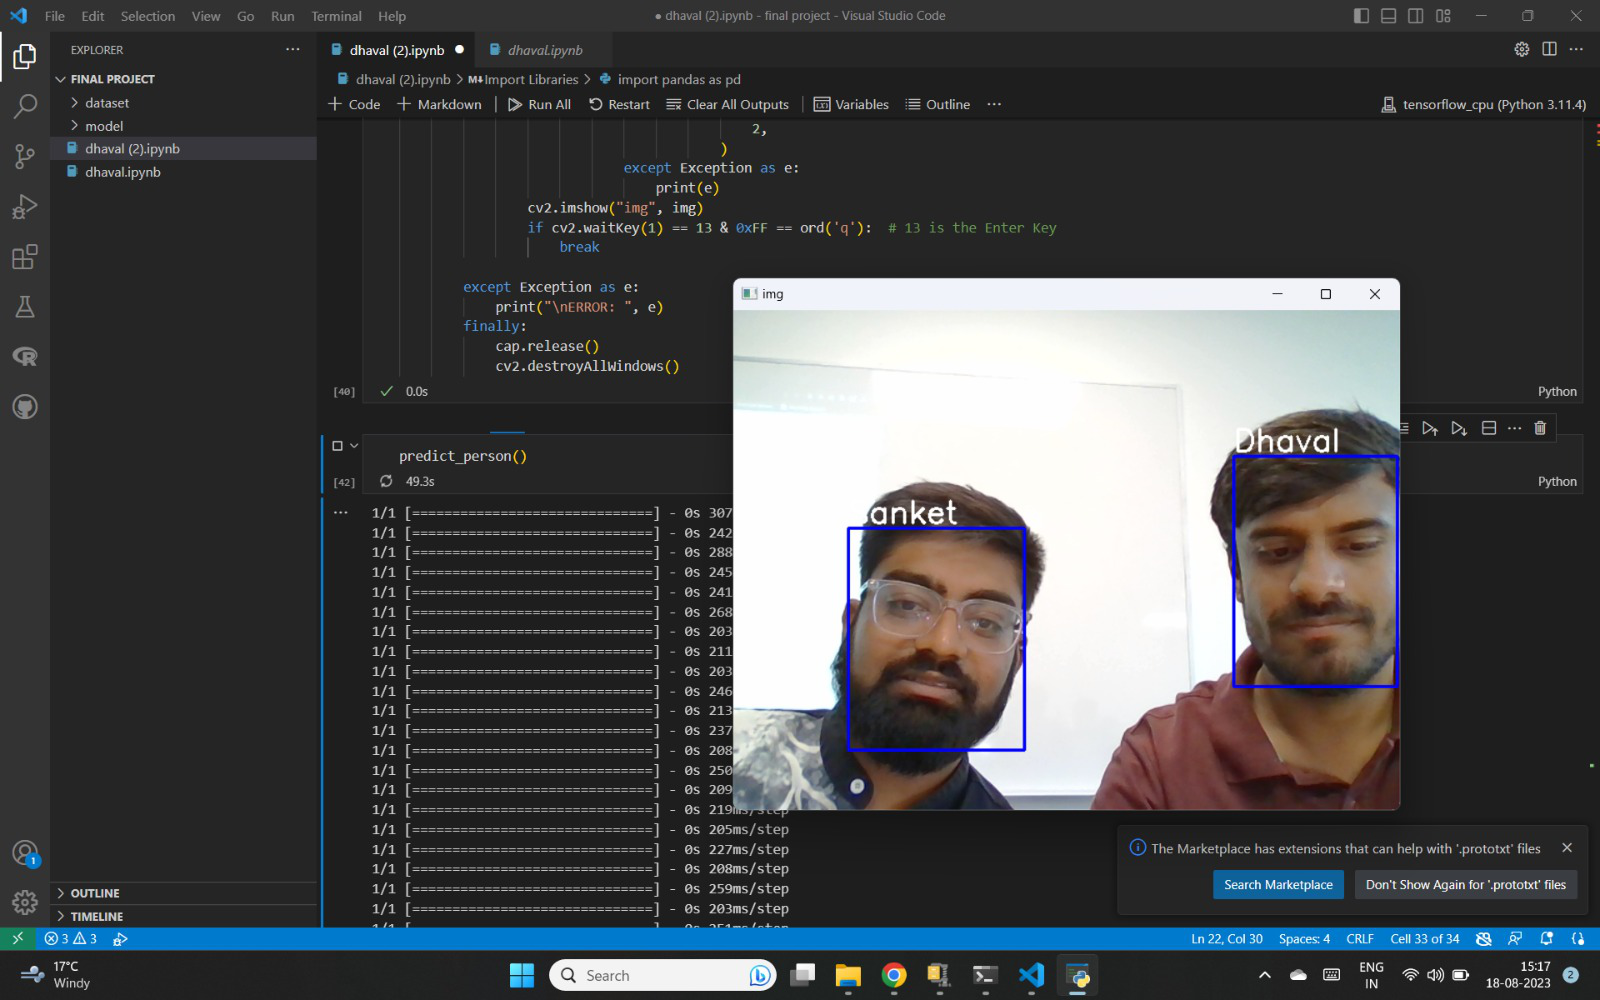 File Edit Selection View Go Run Terminal Help
● dhaval (2).ipynb - final project - Visual Studio Code
EXPLORER
FINAL PROJECT
dataset
model
dhaval (2).ipynb
dhaval.ipynb
OUTLINE
TIMELINE
dhaval (2).ipynb ● dhaval.ipynb
dhaval (2).ipynb > M↓Import Libraries > import pandas as pd
+ Code + Markdown | Run All Restart Clear All Outputs | Variables Outline ...
tensorflow_cpu (Python 3.11.4)
2,
)
except Exception as e:
print(e)
cv2.imshow("img", img)
if cv2.waitKey(1) == 13 & 0xFF == ord('q'): # 13 is the Enter Key
break
except Exception as e:
print("\nERROR: ", e)
finally:
cap.release()
cv2.destroyAllWindows()
[40] 0.0s
Python
predict_person()
[42] 49.3s
Python
1/1 [==============================] - 0s 307
1/1 [==============================] - 0s 242
1/1 [==============================] - 0s 288
1/1 [==============================] - 0s 245
1/1 [==============================] - 0s 241
1/1 [==============================] - 0s 268
1/1 [==============================] - 0s 203
1/1 [==============================] - 0s 211
1/1 [==============================] - 0s 203
1/1 [==============================] - 0s 246
1/1 [==============================] - 0s 213
1/1 [==============================] - 0s 237
1/1 [==============================] - 0s 208
1/1 [==============================] - 0s 250
1/1 [==============================] - 0s 209
1/1 [==============================] - 0s 219ms/step
1/1 [==============================] - 0s 205ms/step
1/1 [==============================] - 0s 227ms/step
1/1 [==============================] - 0s 208ms/step
1/1 [==============================] - 0s 259ms/step
1/1 [==============================] - 0s 203ms/step
img
Dhaval
anket
The Marketplace has extensions that can help with '.prototxt' files
Search Marketplace
Don't Show Again for '.prototxt' files
1
3 3
Ln 22, Col 30 Spaces: 4 CRLF Cell 33 of 34
17°C
Windy
Search
ENG
IN
15:17
18-08-2023
2